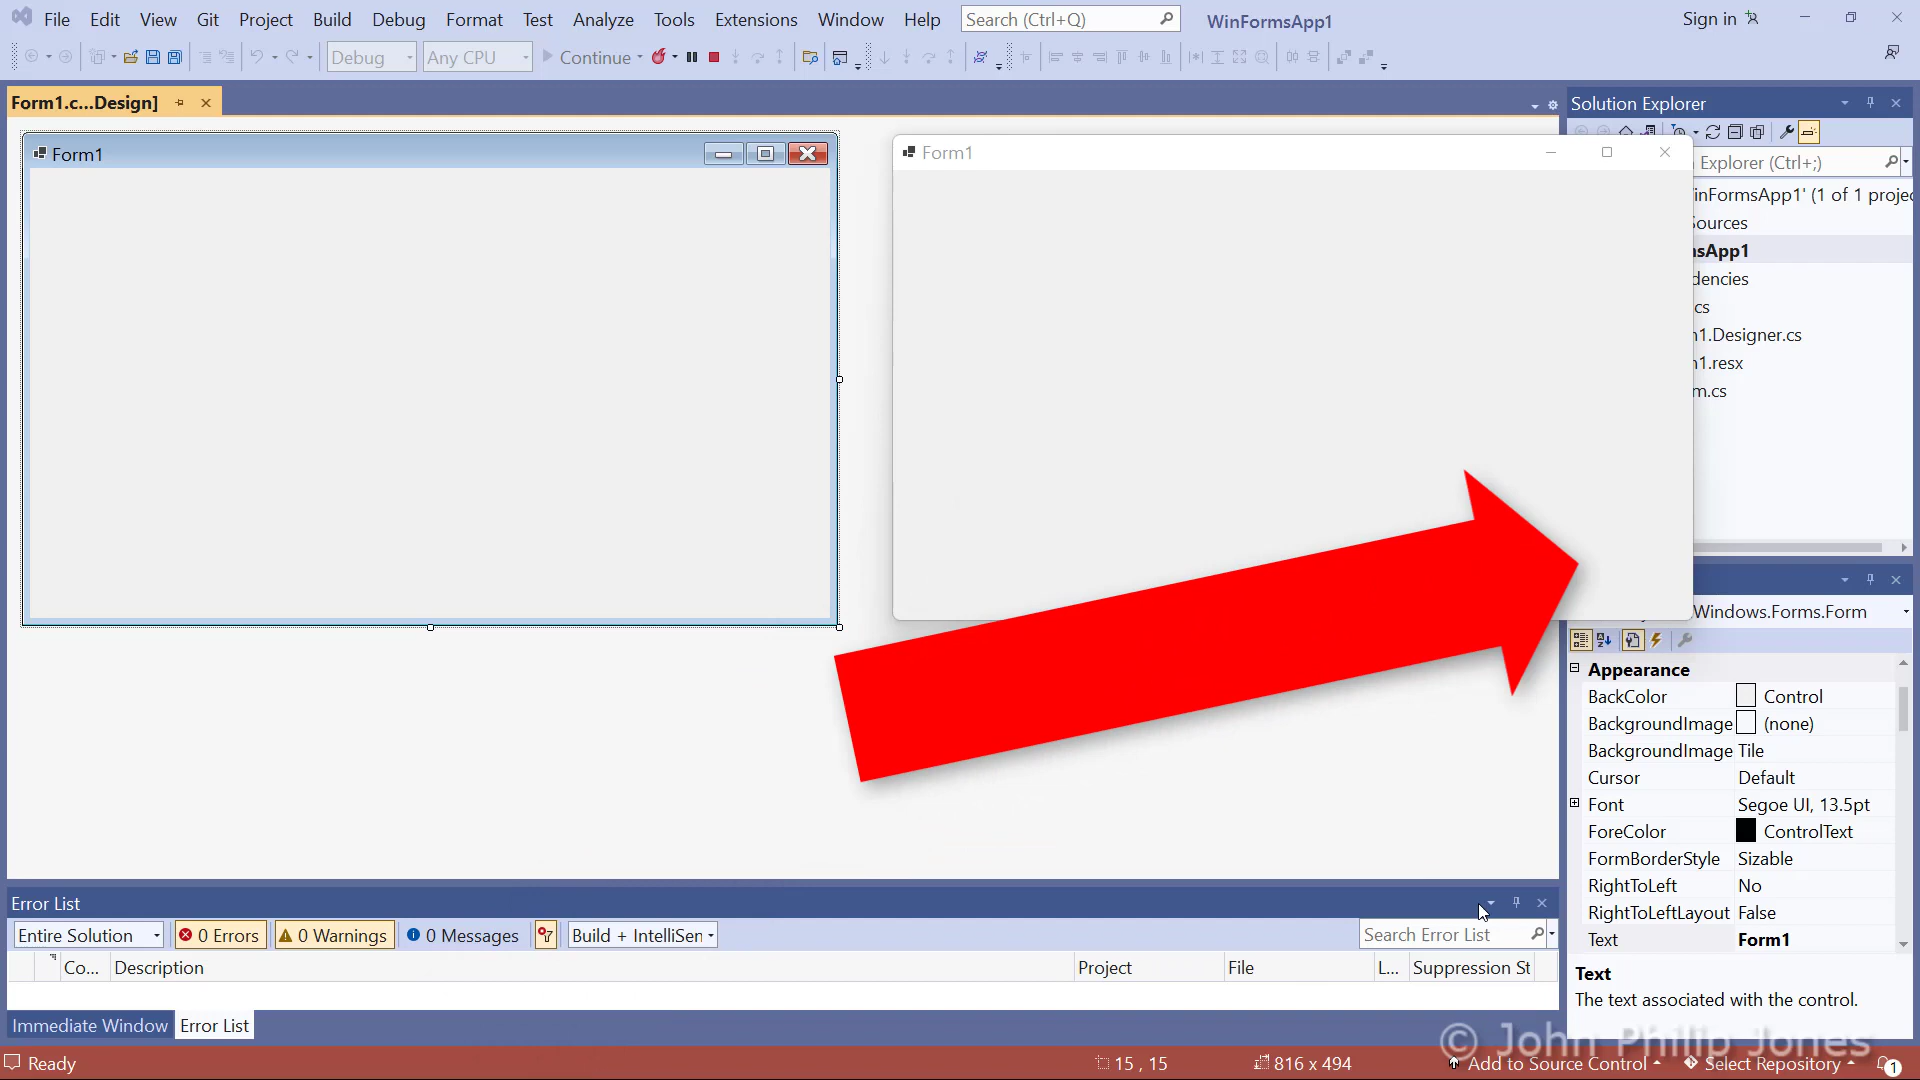 File Edit View Git Project Build Debug Format Test Analyze Tools Extensions Window Help Search (Ctrl+Q) WinFormsApp1 Sign in
Debug Any CPU Continue
Form1.c...Design]
Form1
Form1
Solution Explorer
Explorer (Ctrl+;)
inFormsApp1' (1 of 1 projec
Sources
nsApp1
dencies
cs
n1.Designer.cs
n1.resx
m.cs
Windows.Forms.Form
Appearance
BackColor Control
BackgroundImage (none)
BackgroundImage Tile
Cursor Default
Font Segoe UI, 13.5pt
ForeColor ControlText
FormBorderStyle Sizable
RightToLeft No
RightToLeftLayout False
Text Form1
Text
The text associated with the control.
Error List
Entire Solution 0 Errors 0 Warnings 0 Messages Build + IntelliSen Search Error List
Co... Description Project File L... Suppression St
Immediate Window Error List
© John Philip Jones
Ready 15 , 15 816 x 494 Add to Source Control Select Repository 1